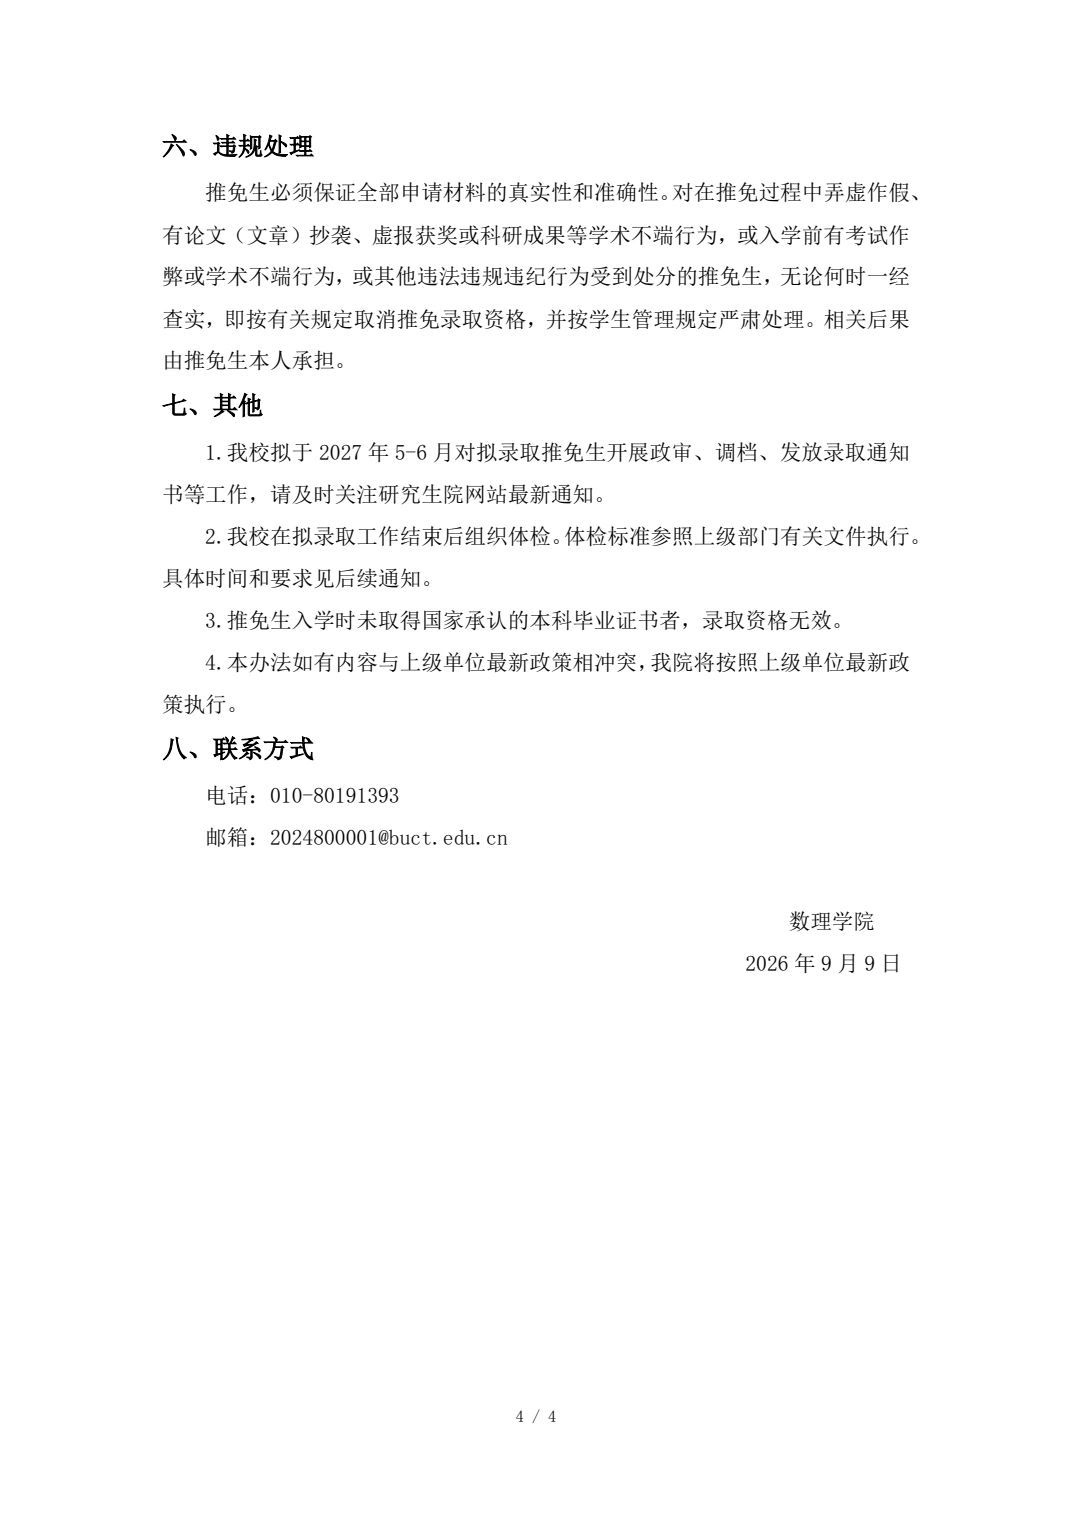 六、违规处理
推免生必须保证全部申请材料的真实性和准确性。对在推免过程中弄虚作假、
有论文（文章）抄袭、虚报获奖或科研成果等学术不端行为，或入学前有考试作
弊或学术不端行为，或其他违法违规违纪行为受到处分的推免生，无论何时一经
查实，即按有关规定取消推免录取资格，并按学生管理规定严肃处理。相关后果
由推免生本人承担。
七、其他
1.我校拟于 2027 年 5-6 月对拟录取推免生开展政审、调档、发放录取通知
书等工作，请及时关注研究生院网站最新通知。
2.我校在拟录取工作结束后组织体检。体检标准参照上级部门有关文件执行。
具体时间和要求见后续通知。
3.推免生入学时未取得国家承认的本科毕业证书者，录取资格无效。
4.本办法如有内容与上级单位最新政策相冲突，我院将按照上级单位最新政
策执行。
八、联系方式
电话：010-80191393
邮箱：2024800001@buct.edu.cn
数理学院
2026 年 9 月 9 日
4 / 4